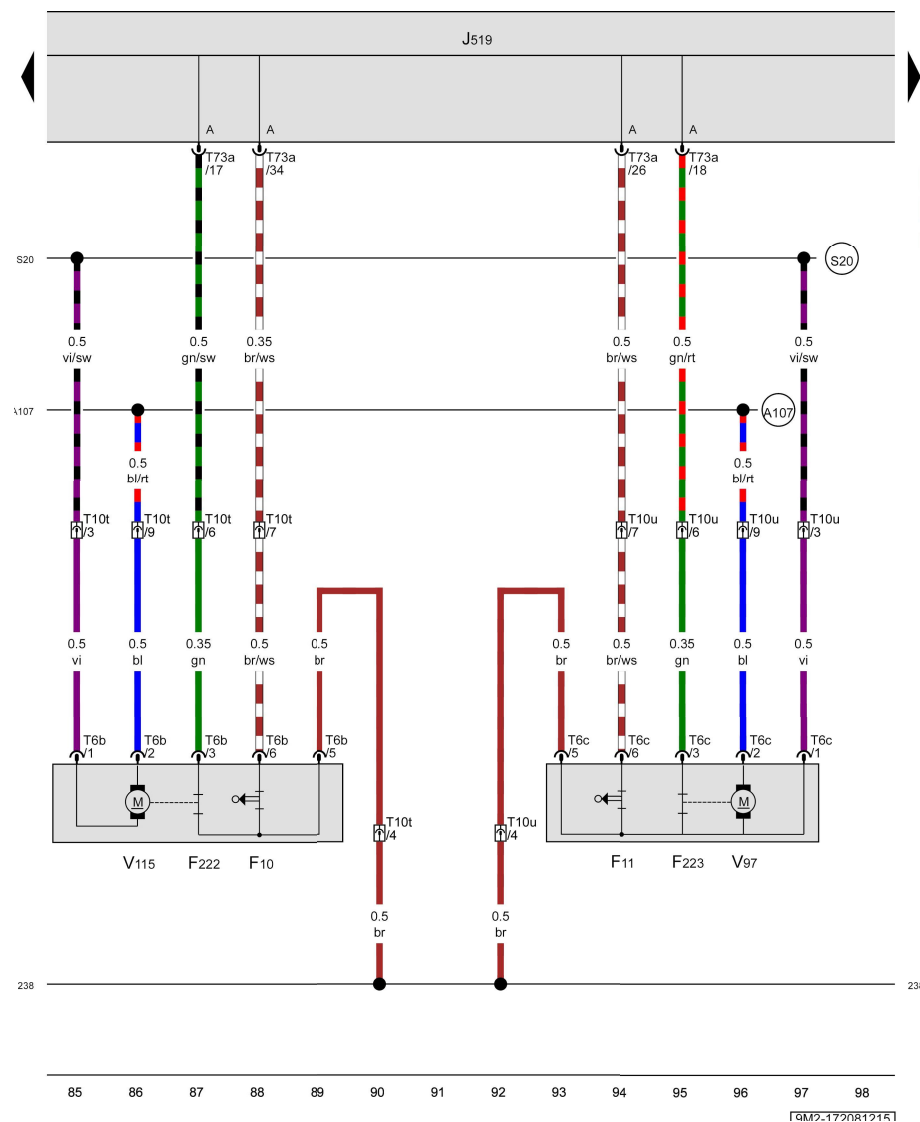 J519
A A A A
T73a T73a T73a T73a
/17 /34 /26 /18
S20 S20
0.5 0.5 0.35 0.5 0.5 0.5
vi/sw gn/sw br/ws br/ws gn/rt vi/sw
A107 A107
0.5 0.5
bl/rt bl/rt
T10t T10t T10t T10t T10u T10u T10u T10u
/3 /9 /6 /7 /7 /6 /9 /3
0.5 0.5 0.35 0.5 0.5 0.5 0.5 0.35 0.5 0.5
vi bl gn br/ws br br br/ws gn bl vi
T6b T6b T6b T6b T6b T6c T6c T6c T6c T6c
/1 /2 /3 /6 /5 /5 /6 /3 /2 /1
M M
T10t T10u
/4 /4
V115 F222 F10 F11 F223 V97
0.5 0.5
br br
238 238
85 86 87 88 89 90 91 92 93 94 95 96 97 98
9M2-172081215